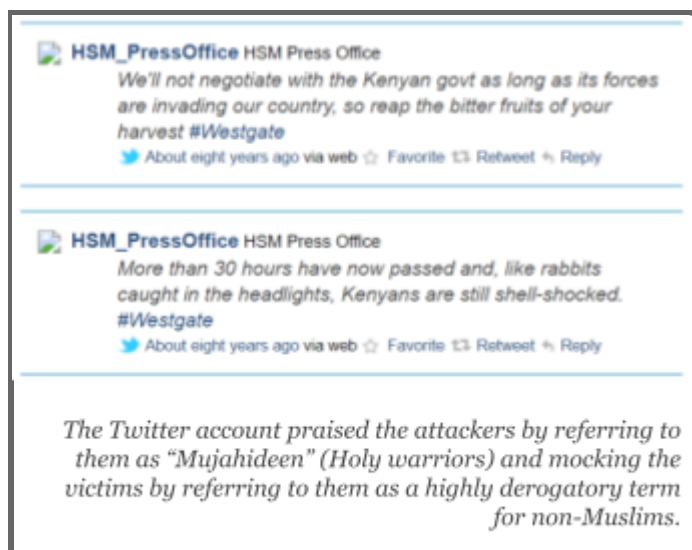 HSM_PressOffice HSM Press Office
We'll not negotiate with the Kenyan govt as long as its forces
are invading our country, so reap the bitter fruits of your
harvest #Westgate
About eight years ago via web Favorite Retweet Reply
HSM_PressOffice HSM Press Office
More than 30 hours have now passed and, like rabbits
caught in the headlights, Kenyans are still shell-shocked.
#Westgate
About eight years ago via web Favorite Retweet Reply
The Twitter account praised the attackers by referring to
them as “Mujahideen” (Holy warriors) and mocking the
victims by referring to them as a highly derogatory term
for non-Muslims.